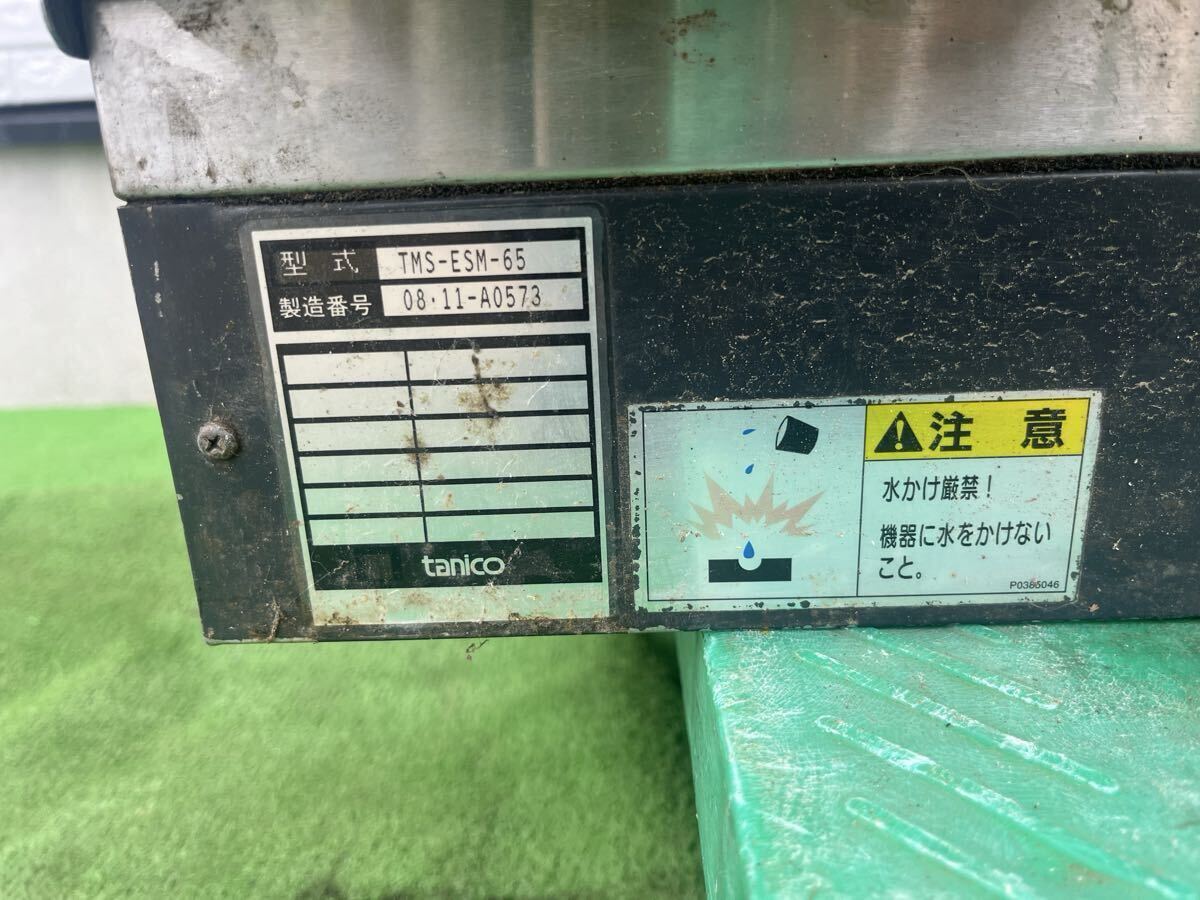 型式 TMS-ESM-65
製造番号 08・11-A0573
tanico
注意
水かけ厳禁！
機器に水をかけない
こと。
P0385046